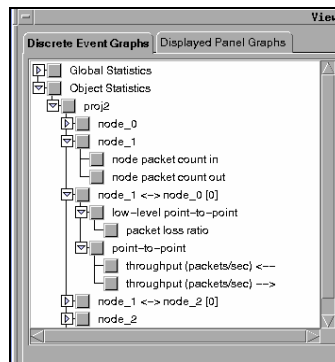 View
Discrete Event Graphs Displayed Panel Graphs
Global Statistics
Object Statistics
proj2
node_0
node_1
node packet count in
node packet count out
node_1 <-> node_0 [0]
low-level point-to-point
packet loss ratio
point-to-point
throughput (packets/sec) <--
throughput (packets/sec) -->
node_1 <-> node_2 [0]
node_2